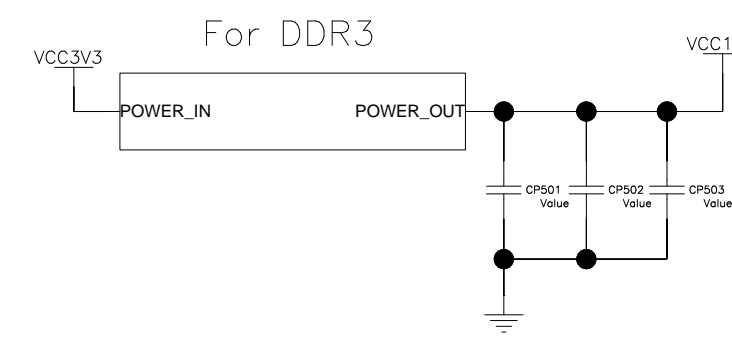 For DDR3
VCC3V3
VCC1
POWER_IN
POWER_OUT
CP501
Value
CP502
Value
CP503
Value